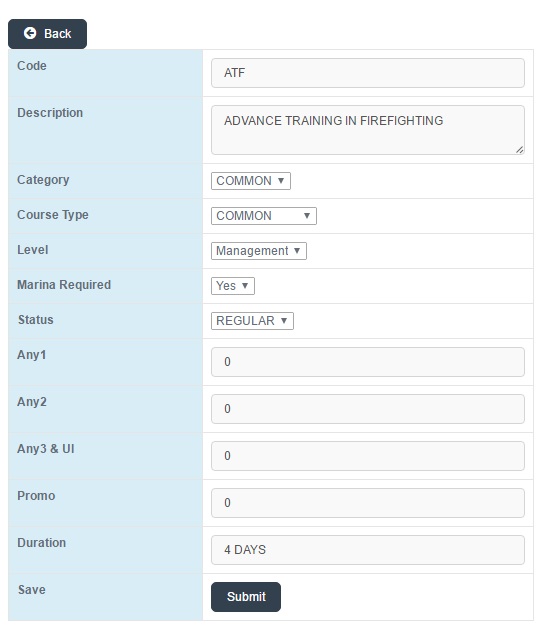 Back
Code ATF
Description ADVANCE TRAINING IN FIREFIGHTING
Category COMMON
Course Type COMMON
Level Management
Marina Required Yes
Status REGULAR
Any1 0
Any2 0
Any3 & UI 0
Promo 0
Duration 4 DAYS
Save Submit